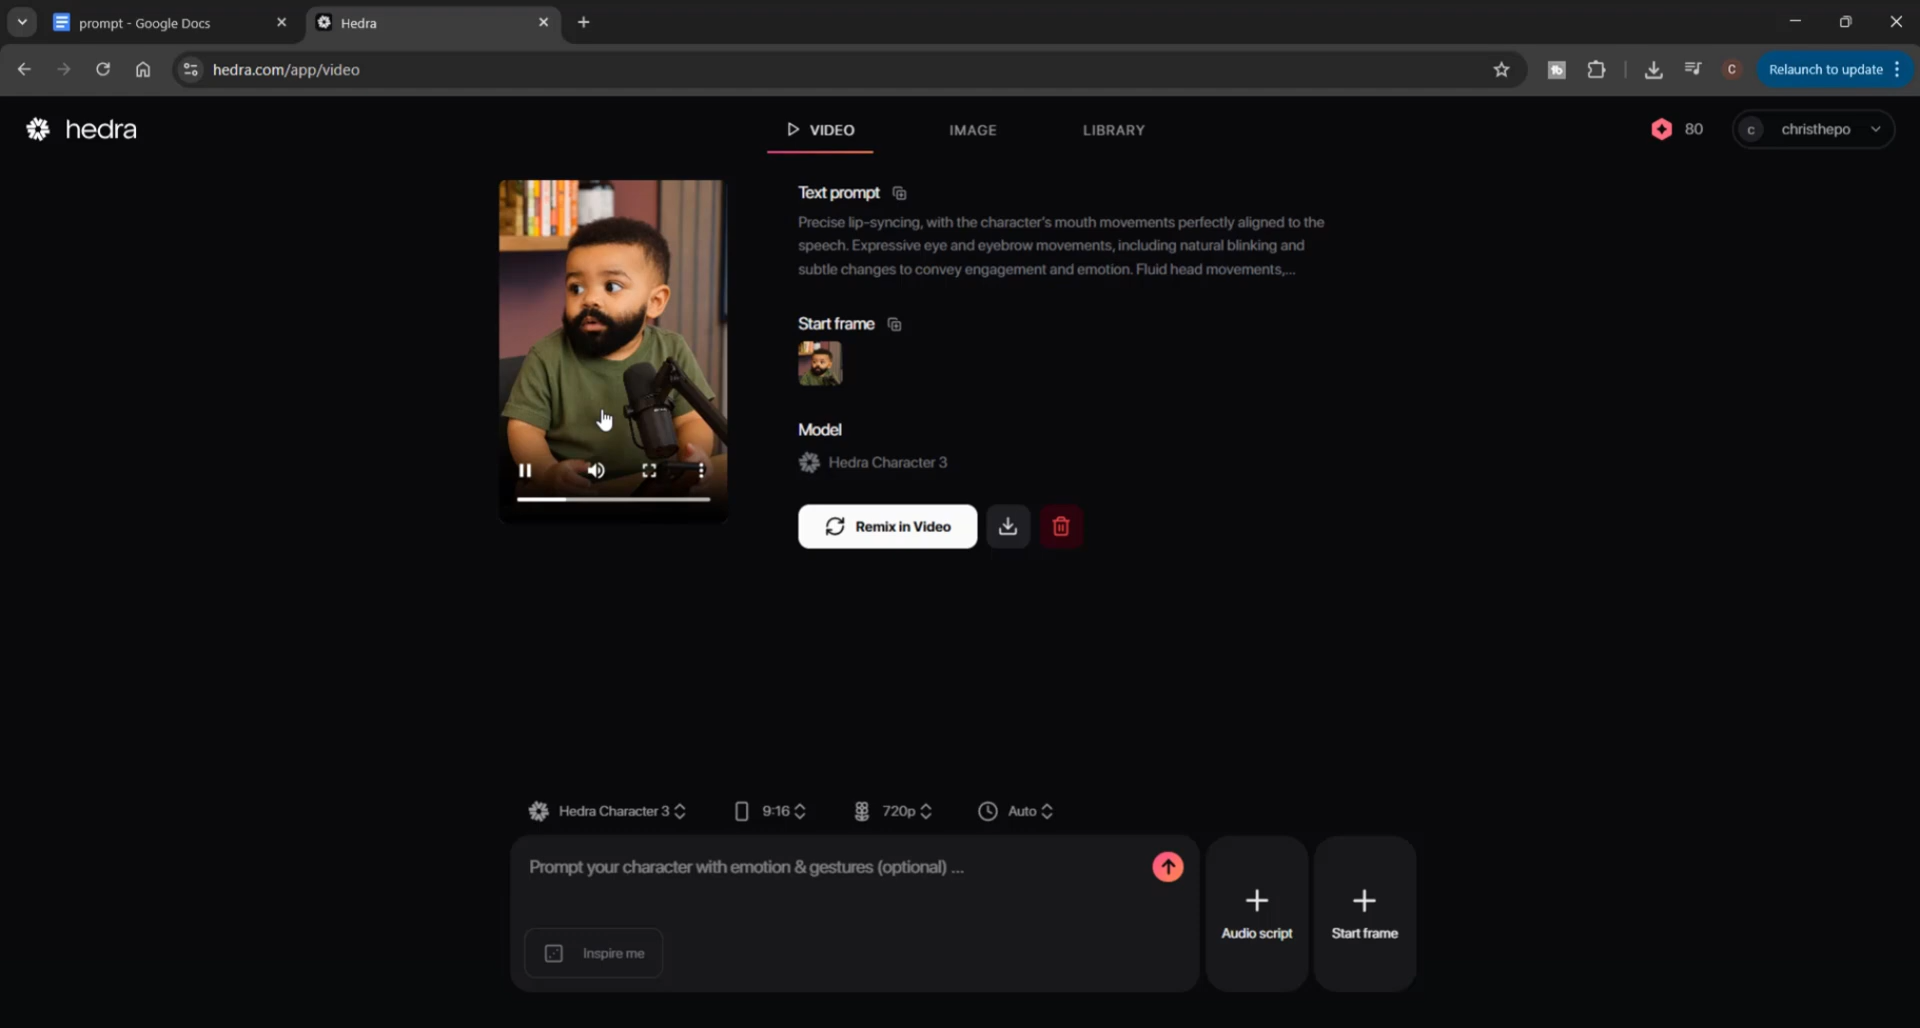 prompt - Google Docs
Hedra
hedra.com/app/video
C
Relaunch to update
hedra
VIDEO
IMAGE
LIBRARY
80
c
christhepo
Text prompt
Precise lip-syncing, with the character's mouth movements perfectly aligned to the
speech. Expressive eye and eyebrow movements, including natural blinking and
subtle changes to convey engagement and emotion. Fluid head movements,...
Start frame
Model
Hedra Character 3
Remix in Video
Hedra Character 3
9:16
720p
Auto
Prompt your character with emotion & gestures (optional) ...
Inspire me
Audio script
Start frame